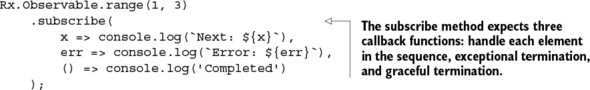 Rx.Observable.range(1, 3)
.subscribe(
x => console.log(`Next: ${x}`),
err => console.log(`Error: ${err}`),
() => console.log('Completed')
);
The subscribe method expects three
callback functions: handle each element
in the sequence, exceptional termination,
and graceful termination.